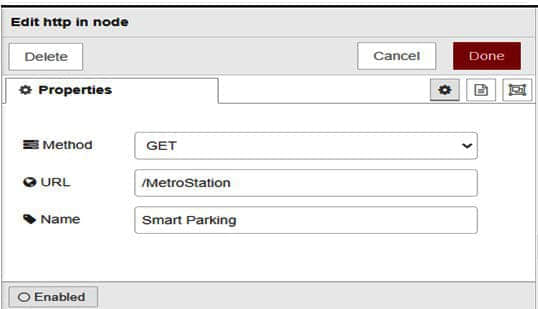 Edit http in node
Delete
Cancel
Done
Properties
Method
GET
URL
/MetroStation
Name
Smart Parking
Enabled